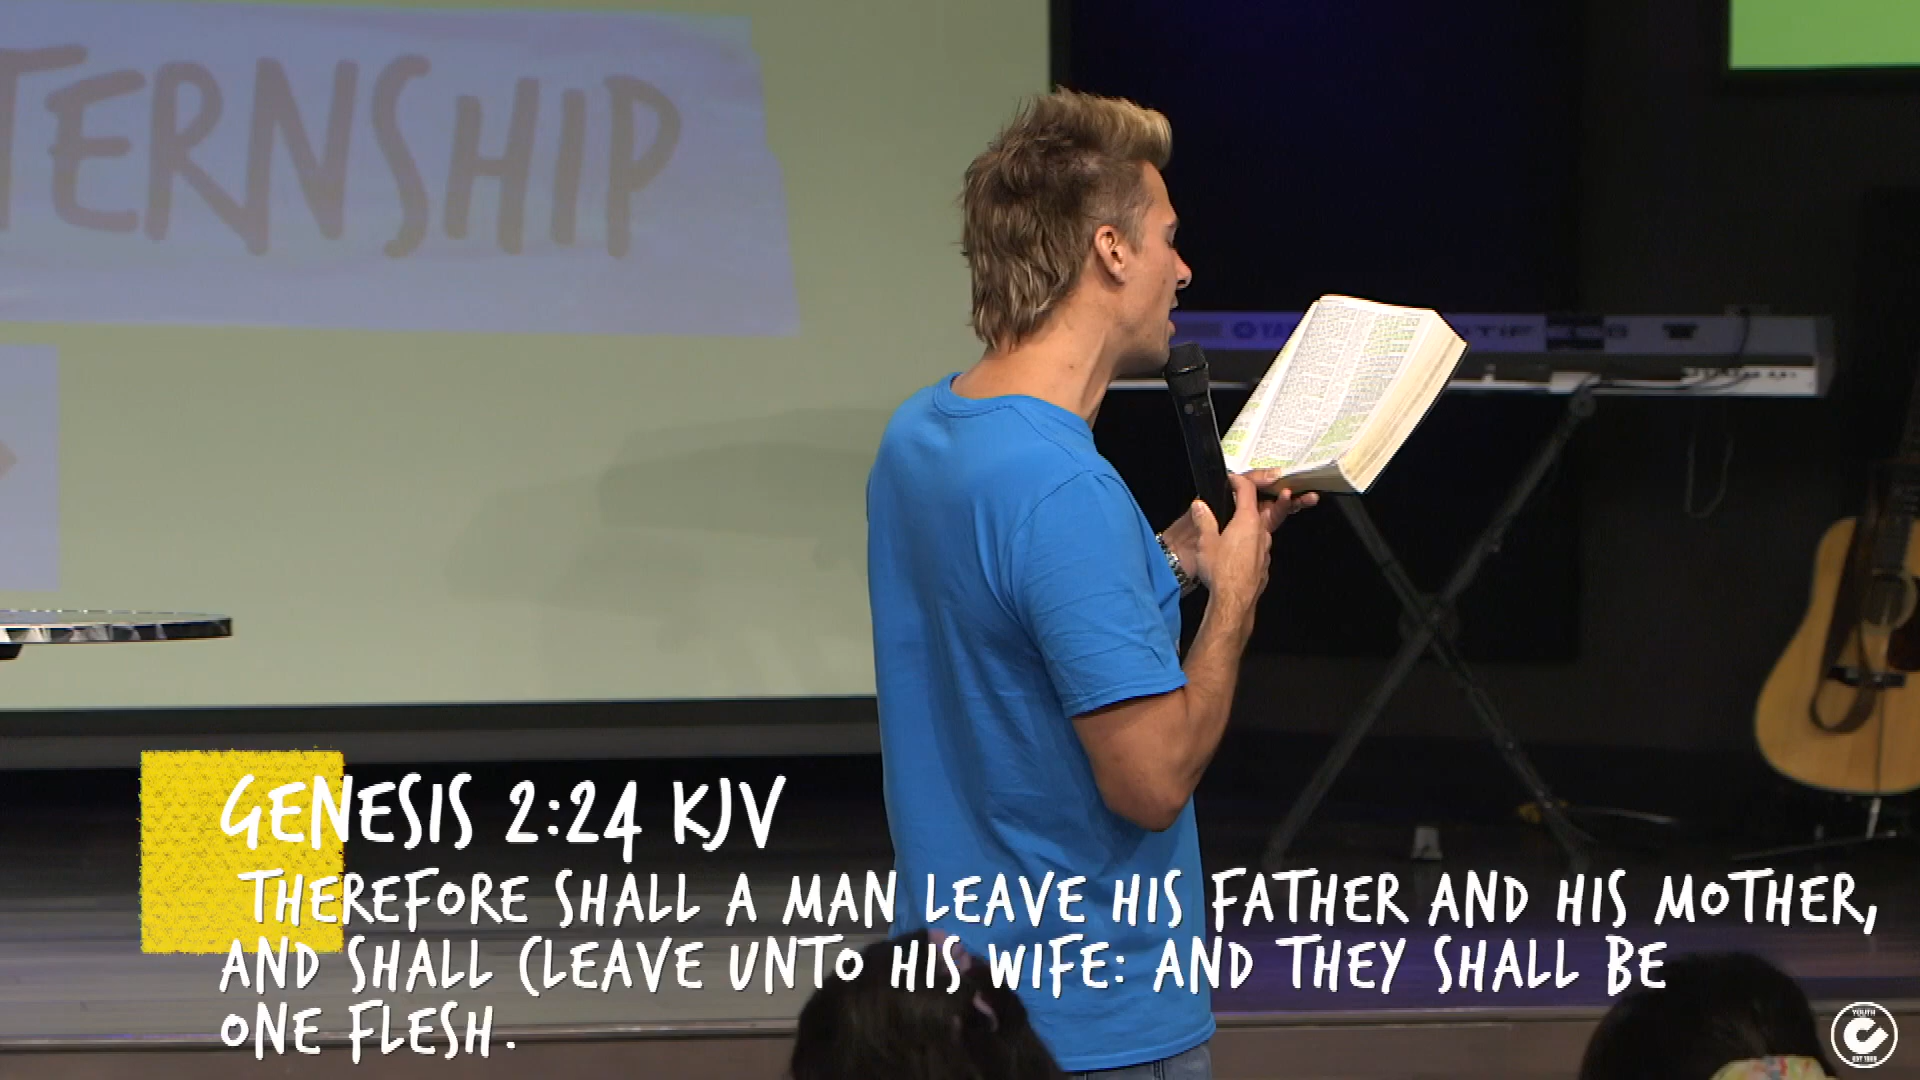 TERNSHIP
YOUTH
GENESIS 2:24 KJV
THEREFORE SHALL A MAN LEAVE HIS FATHER AND HIS MOTHER,
AND SHALL CLEAVE UNTO HIS WIFE: AND THEY SHALL BE
ONE FLESH.